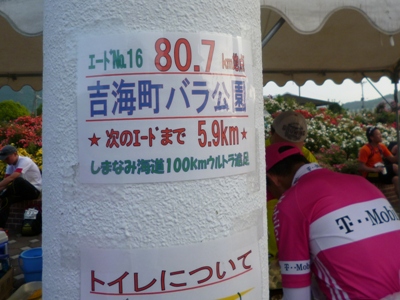 エードNo.16 80.7km地点
吉海町バラ公園
★ 次のエードまで 5.9km★
しまなみ海道100kmウルトラ遠足
トイレについて
T··Mobile